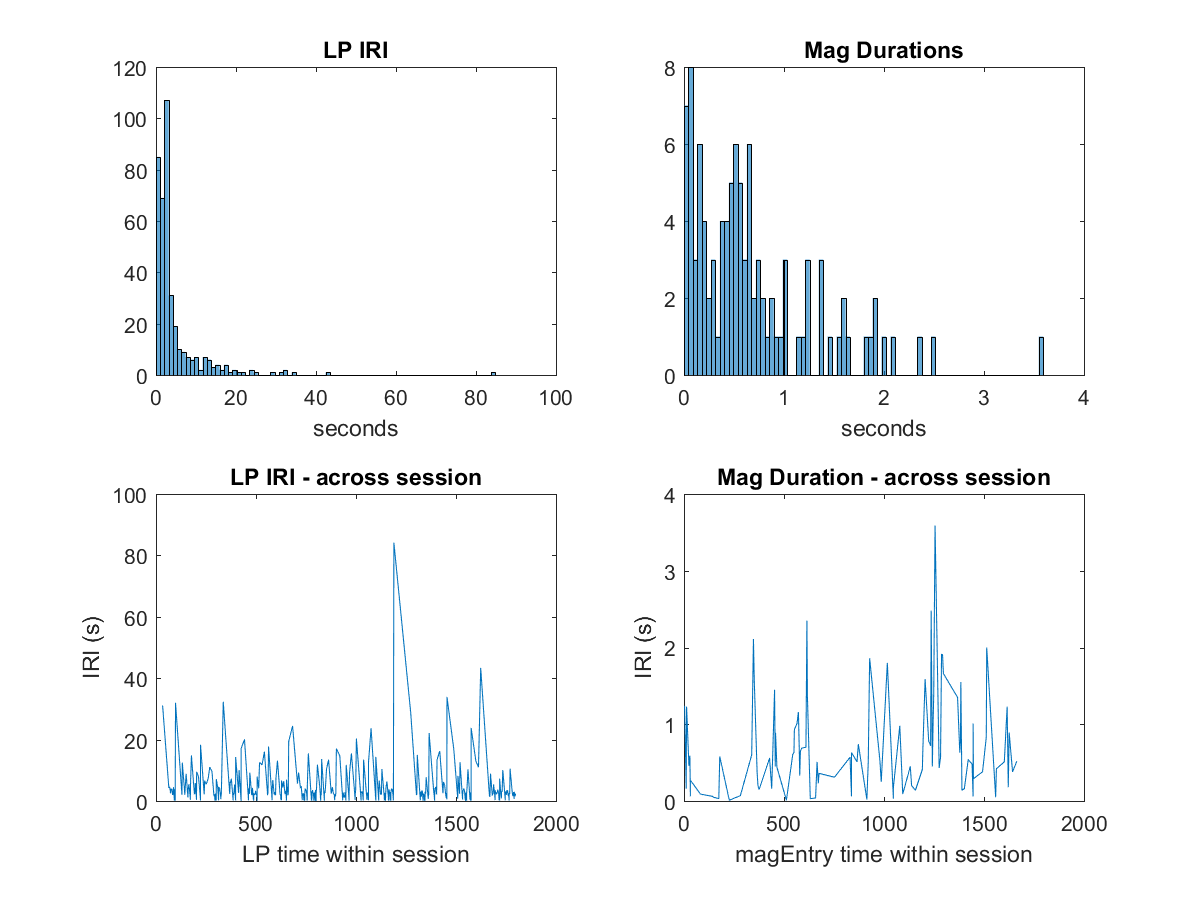 LP IRI
120
100
80
60
40
20
0
0 20 40 60 80 100
seconds
Mag Durations
8
6
4
2
0
0 1 2 3 4
seconds
LP IRI - across session
IRI (s)
100
80
60
40
20
0
0 500 1000 1500 2000
LP time within session
Mag Duration - across session
IRI (s)
4
3
2
1
0
0 500 1000 1500 2000
magEntry time within session